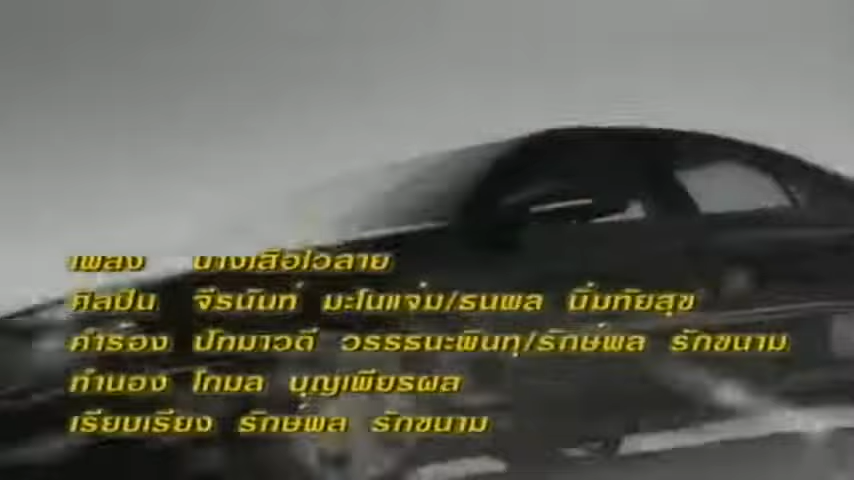 เพลง นางเสือไว้ลาย
ศิลปิน จีรนันท์ มะโนแจ่ม/ธนพล นิ่มทัยสุข
คำร้อง ปัทมาวดี วรรธนะพินทุ/รักษ์พล รักขนาม
ทำนอง โกมล บุญเพียรผล
เรียบเรียง รักษ์พล รักขนาม